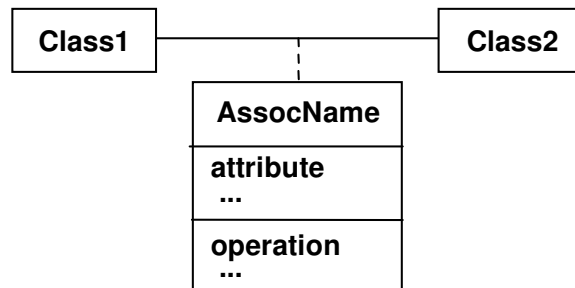 Class1
Class2
AssocName
attribute
...
operation
...